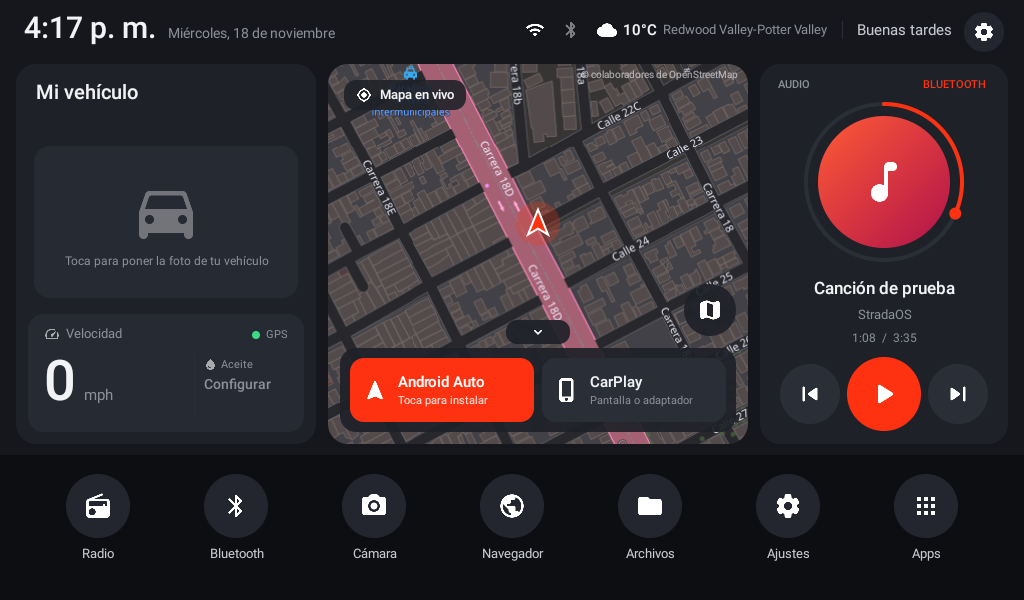 4:17 p. m.
Miércoles, 18 de noviembre
10°C
Redwood Valley-Potter Valley
Buenas tardes
Mi vehículo
Toca para poner la foto de tu vehículo
Velocidad
GPS
0 mph
Aceite
Configurar
© colaboradores de OpenStreetMap
Mapa en vivo
intermunicipales
Calle 22C
Calle 23
Carrera 18D
Carrera 18E
Carrera 18
Calle 24
Carrera 18D
Android Auto
Toca para instalar
CarPlay
Pantalla o adaptador
AUDIO
BLUETOOTH
Canción de prueba
StradaOS
1:08 / 3:35
Radio
Bluetooth
Cámara
Navegador
Archivos
Ajustes
Apps